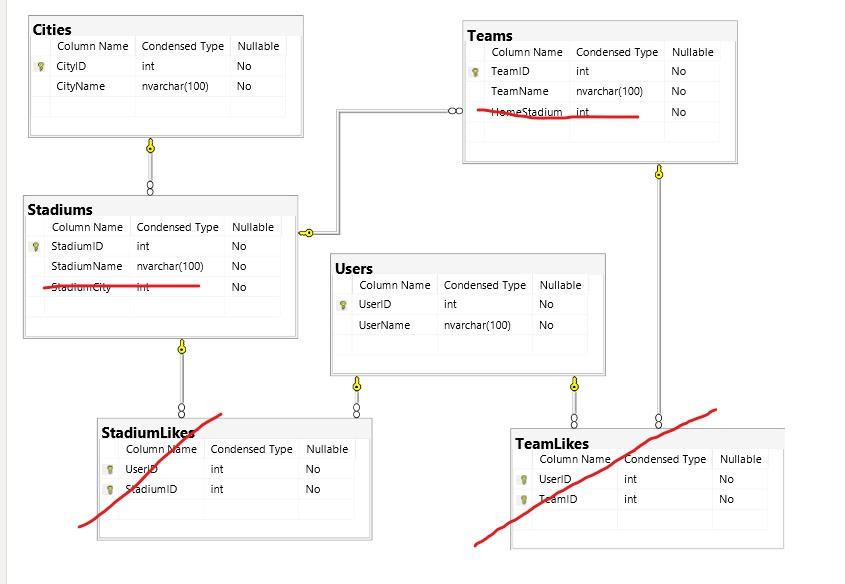 Cities
Column Name Condensed Type Nullable
CityID int No
CityName nvarchar(100) No
Teams
Column Name Condensed Type Nullable
TeamID int No
TeamName nvarchar(100) No
HomeStadium int No
Stadiums
Column Name Condensed Type Nullable
StadiumID int No
StadiumName nvarchar(100) No
StadiumCity int No
Users
Column Name Condensed Type Nullable
UserID int No
UserName nvarchar(100) No
StadiumLikes
Column Name Condensed Type Nullable
UserID int No
StadiumID int No
TeamLikes
Column Name Condensed Type Nullable
UserID int No
TeamID int No